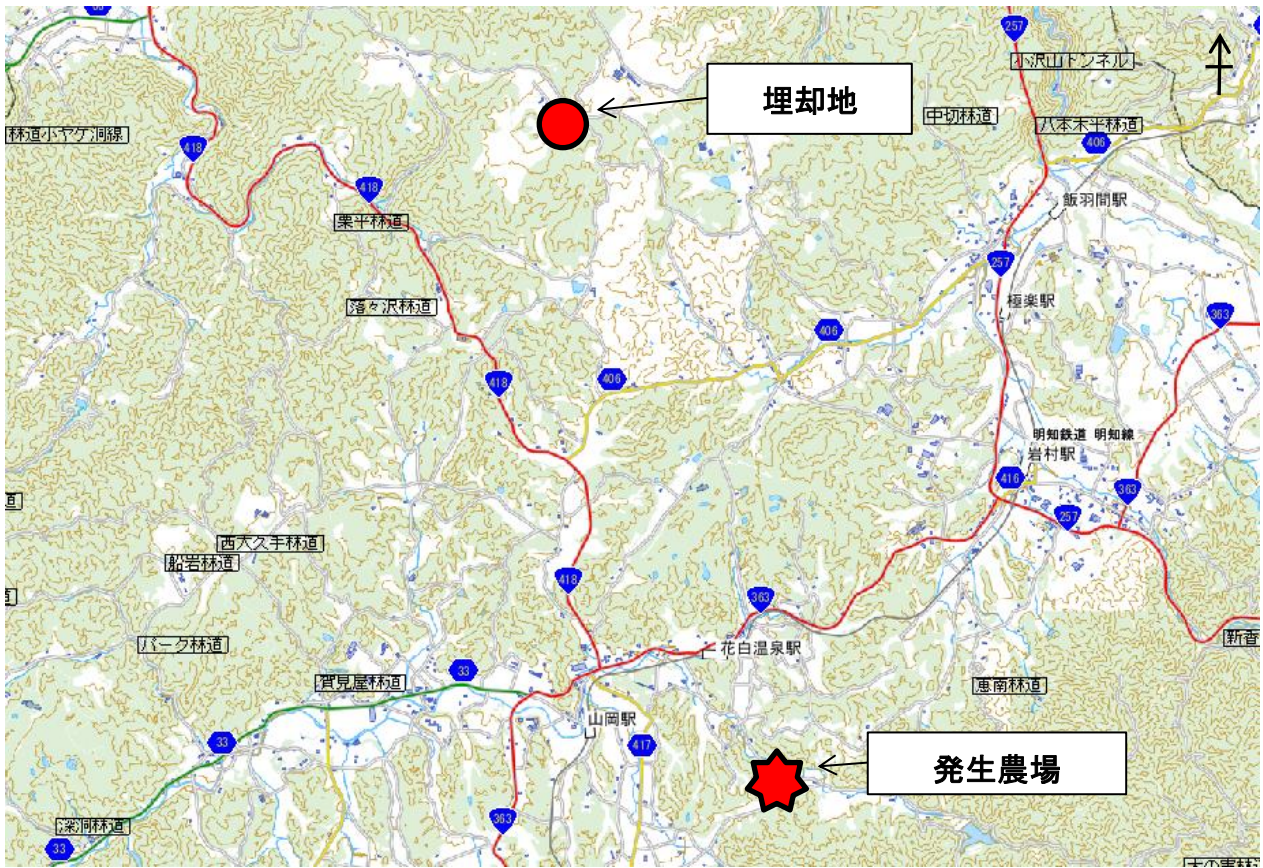 33
257
小沢山トンネル
埋却地
中切林道
八本木平林道
林道小ヤケ洞線
418
406
418
飯羽間駅
栗平林道
257
落々沢林道
極楽駅
363
406
418
406
明知鉄道 明知線
岩村駅
416
363
道
257
西大久手林道
船岩林道
418
363
パーク林道
新香
花白温泉駅
33
賀見屋林道
恵南林道
山岡駅
33
417
発生農場
363
深洞林道
33